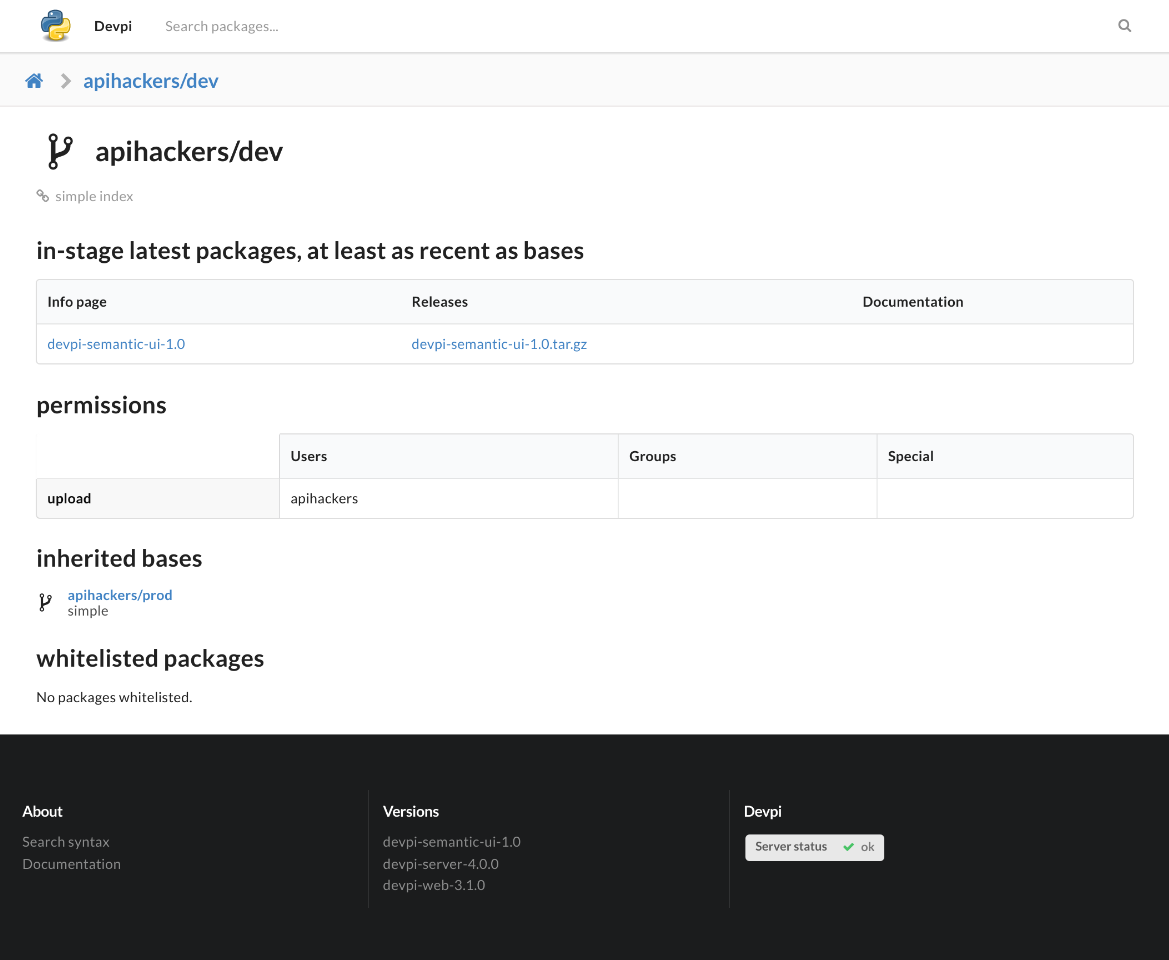 Devpi Search packages...
apihackers/dev
apihackers/dev
simple index
in-stage latest packages, at least as recent as bases
Info page Releases Documentation
devpi-semantic-ui-1.0 devpi-semantic-ui-1.0.tar.gz
permissions
Users Groups Special
upload apihackers
inherited bases
apihackers/prod
simple
whitelisted packages
No packages whitelisted.
About Versions Devpi
Search syntax devpi-semantic-ui-1.0 Server status ok
Documentation devpi-server-4.0.0
devpi-web-3.1.0